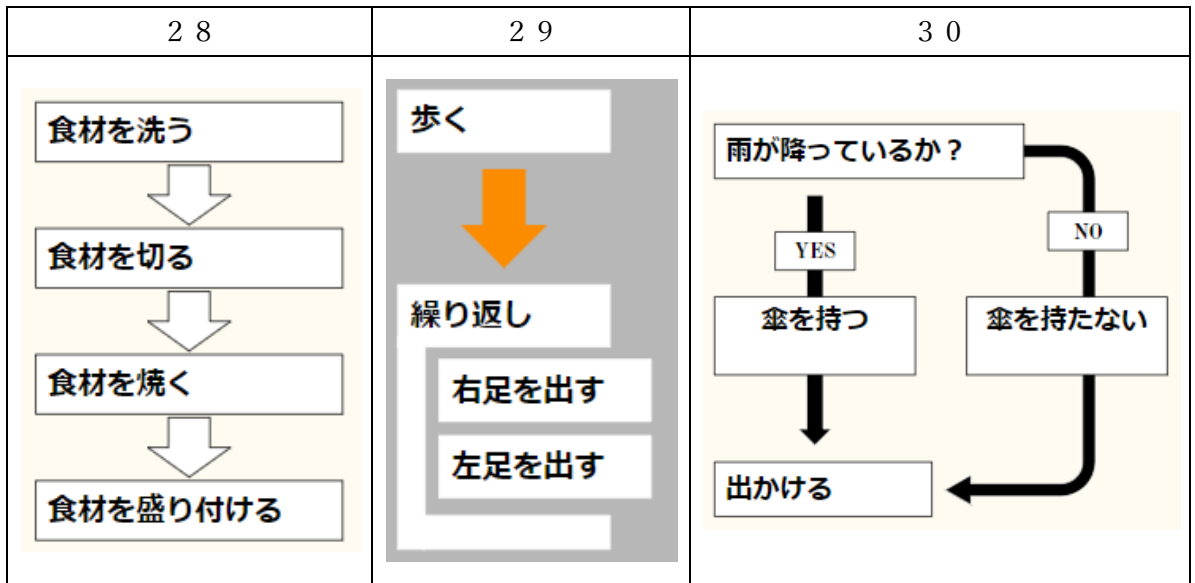 ２８
２９
３０
食材を洗う
食材を切る
食材を焼く
食材を盛り付ける
歩く
繰り返し
右足を出す
左足を出す
雨が降っているか？
YES
NO
傘を持つ
傘を持たない
出かける